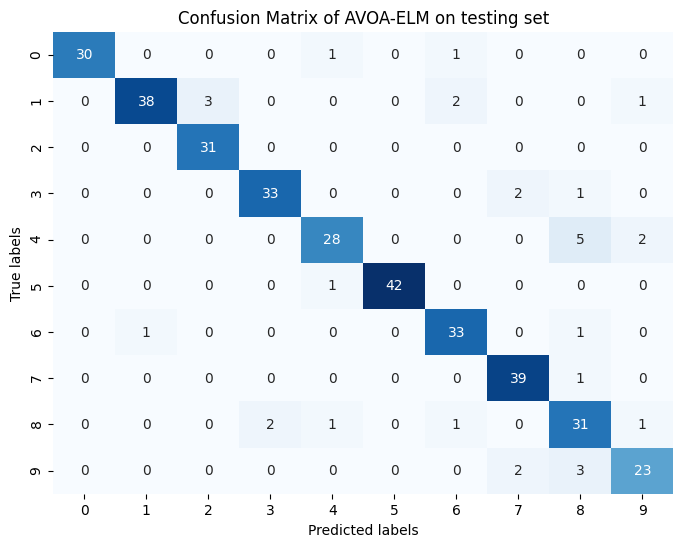 Confusion Matrix of AVOA-ELM on testing set
0 30 0 0 0 1 0 1 0 0 0
1 0 38 3 0 0 0 2 0 0 1
2 0 0 31 0 0 0 0 0 0 0
3 0 0 0 33 0 0 0 2 1 0
4 0 0 0 0 28 0 0 0 5 2
5 0 0 0 0 1 42 0 0 0 0
6 0 1 0 0 0 0 33 0 1 0
7 0 0 0 0 0 0 0 39 1 0
8 0 0 0 2 1 0 1 0 31 1
9 0 0 0 0 0 0 0 2 3 23
True labels
0 1 2 3 4 5 6 7 8 9
Predicted labels